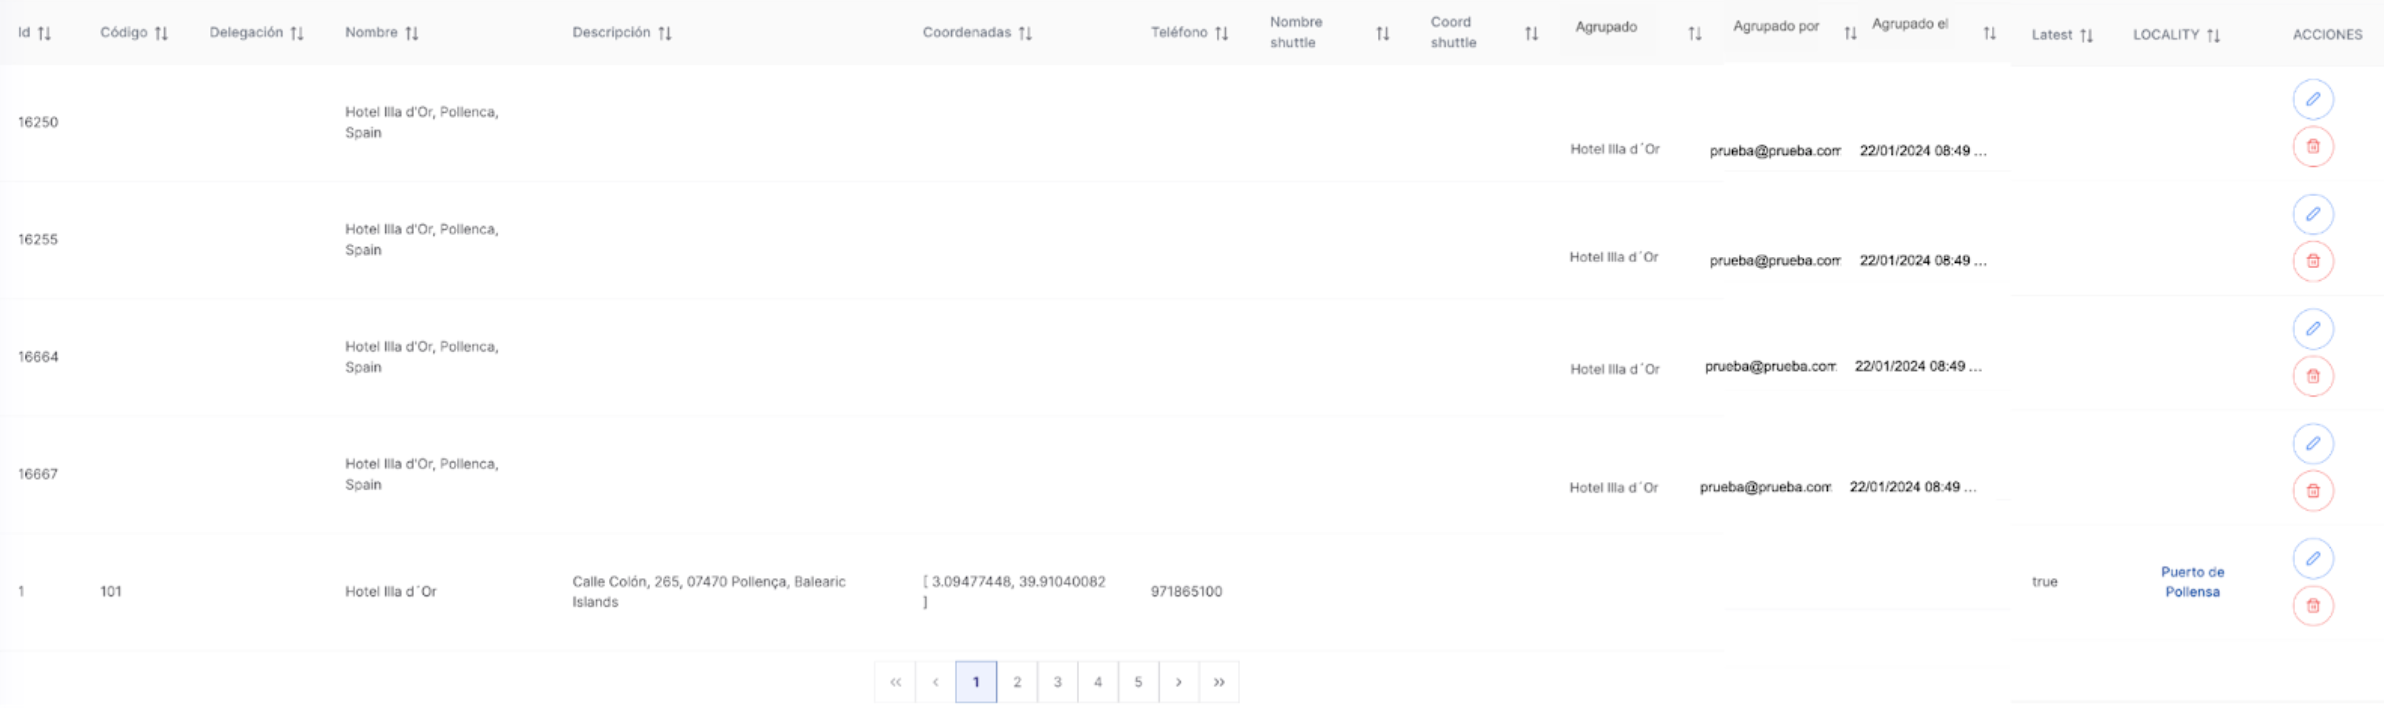 Id Código Delegación Nombre Descripción Coordenadas Teléfono Nombre shuttle Coord shuttle Agrupado Agrupado por Agrupado el Latest LOCALITY ACCIONES
16250 Hotel Illa d'Or, Pollenca,
Spain
Hotel Illa d´Or prueba@prueba.com 22/01/2024 08:49 ...
16255 Hotel Illa d'Or, Pollenca,
Spain
Hotel Illa d´Or prueba@prueba.com 22/01/2024 08:49 ...
16664 Hotel Illa d'Or, Pollenca,
Spain
Hotel Illa d´Or prueba@prueba.com 22/01/2024 08:49 ...
16667 Hotel Illa d'Or, Pollenca,
Spain
Hotel Illa d´Or prueba@prueba.com 22/01/2024 08:49 ...
1 101 Hotel Illa d´Or Calle Colón, 265, 07470 Pollença, Balearic
Islands
[ 3.09477448, 39.91040082
]
971865100 true Puerto de
Pollensa
« ‹ 1 2 3 4 5 › »